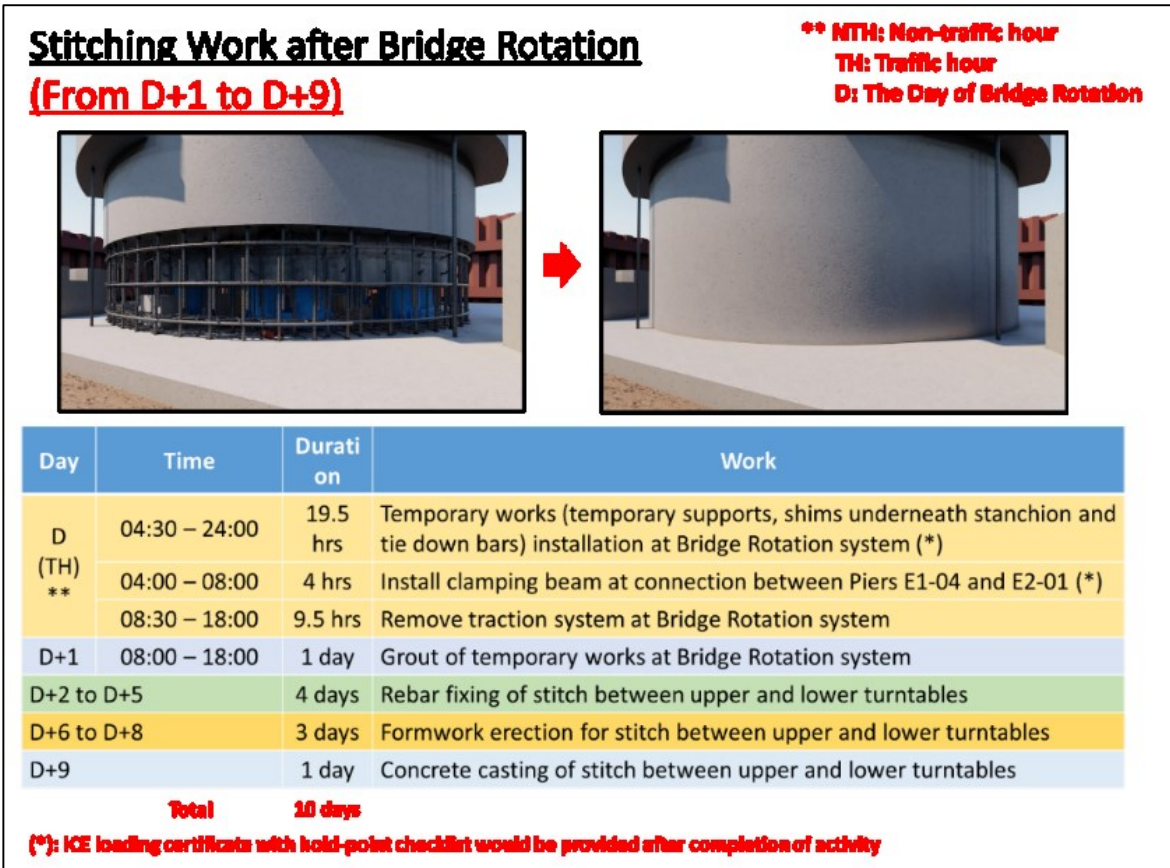 Stitching Work after Bridge Rotation
(From D+1 to D+9)
** NTH: Non-traffic hour
TH: Traffic hour
D: The Day of Bridge Rotation
Day
Time
Durati
on
Work
D
(TH)
**
04:30 – 24:00
19.5
hrs
Temporary works (temporary supports, shims underneath stanchion and
tie down bars) installation at Bridge Rotation system (*)
04:00 – 08:00
4 hrs
Install clamping beam at connection between Piers E1-04 and E2-01 (*)
08:30 – 18:00
9.5 hrs
Remove traction system at Bridge Rotation system
D+1
08:00 – 18:00
1 day
Grout of temporary works at Bridge Rotation system
D+2 to D+5
4 days
Rebar fixing of stitch between upper and lower turntables
D+6 to D+8
3 days
Formwork erection for stitch between upper and lower turntables
D+9
1 day
Concrete casting of stitch between upper and lower turntables
Total
10 days
(*): ICE loading certificate with hold-point checklist would be provided after completion of activity